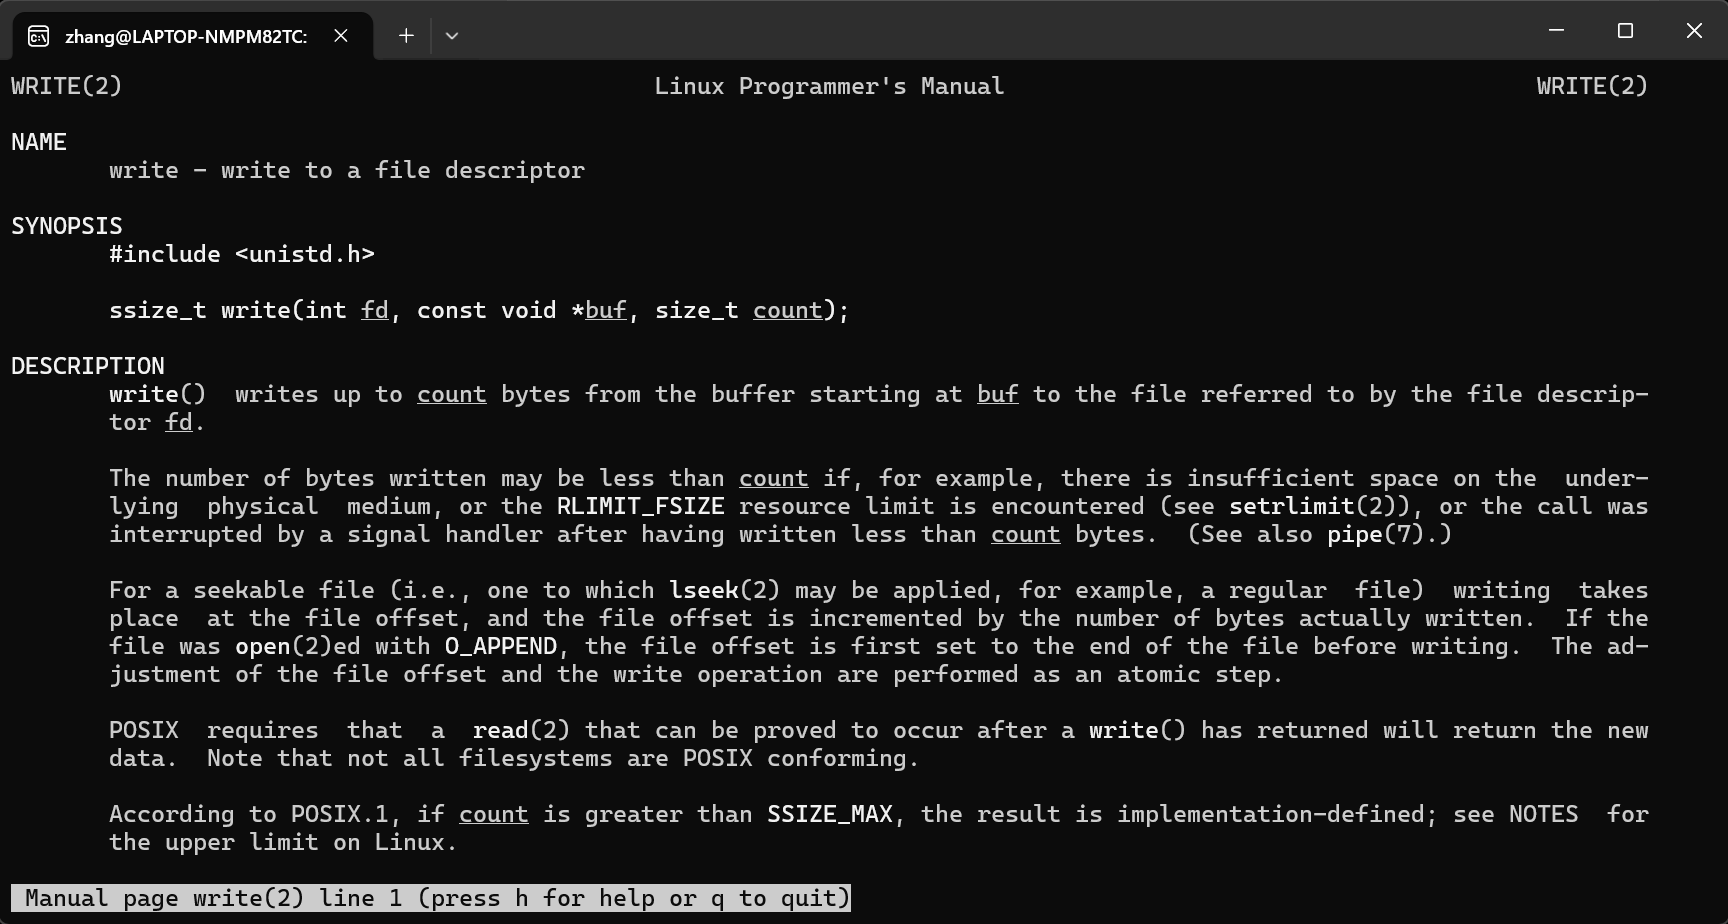 zhang@LAPTOP-NMPM82TC:
WRITE(2) Linux Programmer's Manual WRITE(2)
NAME
write - write to a file descriptor
SYNOPSIS
#include <unistd.h>
ssize_t write(int fd, const void *buf, size_t count);
DESCRIPTION
write()  writes up to count bytes from the buffer starting at buf to the file referred to by the file descrip-
tor fd.
The number of bytes written may be less than count if, for example, there is insufficient space on the  under-
lying  physical  medium, or the RLIMIT_FSIZE resource limit is encountered (see setrlimit(2)), or the call was
interrupted by a signal handler after having written less than count bytes.  (See also pipe(7).)
For a seekable file (i.e., one to which lseek(2) may be applied, for example, a regular  file)  writing  takes
place  at the file offset, and the file offset is incremented by the number of bytes actually written.  If the
file was open(2)ed with O_APPEND, the file offset is first set to the end of the file before writing.  The ad-
justment of the file offset and the write operation are performed as an atomic step.
POSIX  requires  that  a  read(2) that can be proved to occur after a write() has returned will return the new
data.  Note that not all filesystems are POSIX conforming.
According to POSIX.1, if count is greater than SSIZE_MAX, the result is implementation-defined; see NOTES  for
the upper limit on Linux.
Manual page write(2) line 1 (press h for help or q to quit)